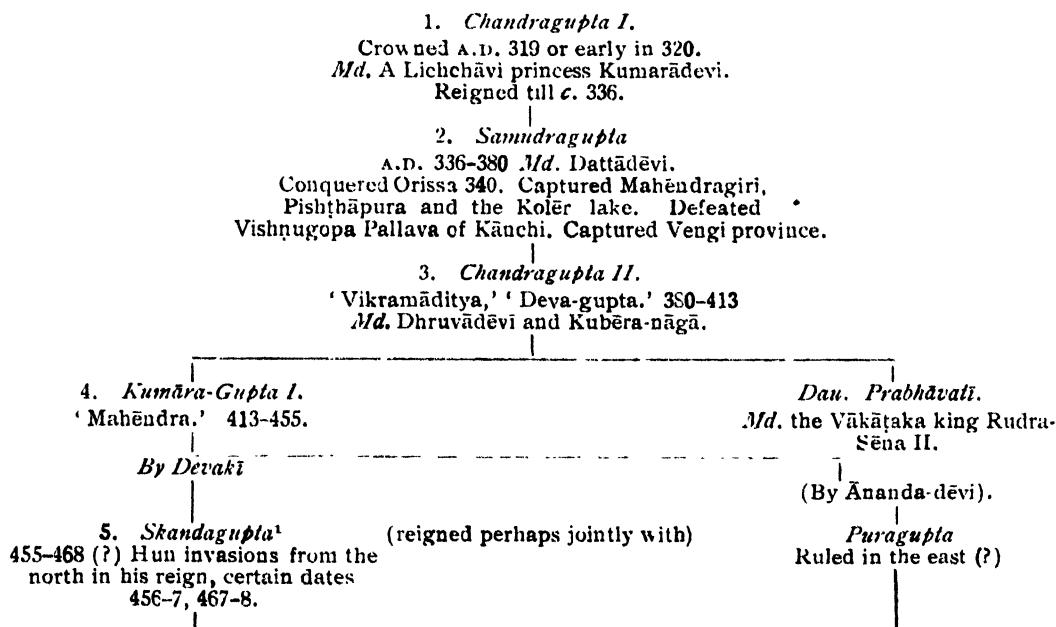 1. Chandragupta I.
Crowned A.D. 319 or early in 320.
Md. A Lichchāvi princess Kumarādevi.
Reigned till c. 336.
2. Samudragupta
A.D. 336-380 Md. Dattādēvi.
Conquered Orissa 340. Captured Mahēndragiri,
Pishṭhāpura and the Kolēr lake. Defeated
Vishṇugopa Pallava of Kānchi. Captured Vengi province.
3. Chandragupta II.
'Vikramāditya,' 'Deva-gupta.' 380-413
Md. Dhruvādēvi and Kubēra-nāgā.
4. Kumāra-Gupta I.
'Mahēndra.' 413-455.
Dau. Prabhāvatī.
Md. the Vākāṭaka king Rudra-
Sēna II.
By Devakī
(By Ānanda-dēvi).
5. Skandagupta¹ (reigned perhaps jointly with) Puragupta
455-468 (?) Hun invasions from the
north in his reign, certain dates
456-7, 467-8.
Ruled in the east (?)